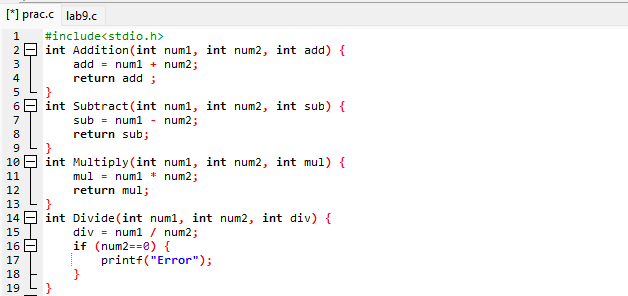 [*] prac.c lab9.c
1 #include<stdio.h>
2 int Addition(int num1, int num2, int add) {
3 add = num1 + num2;
4 return add ;
5 }
6 int Subtract(int num1, int num2, int sub) {
7 sub = num1 - num2;
8 return sub;
9 }
10 int Multiply(int num1, int num2, int mul) {
11 mul = num1 * num2;
12 return mul;
13 }
14 int Divide(int num1, int num2, int div) {
15 div = num1 / num2;
16 if (num2==0) {
17 printf("Error");
18 }
19 }